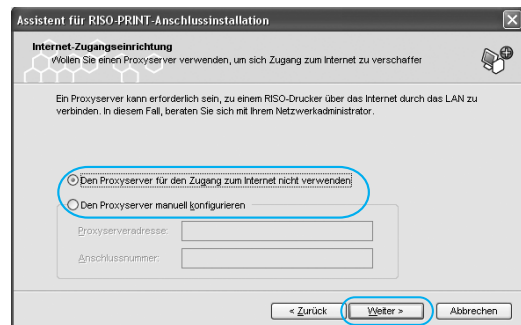 Assistent für RISO-PRINT-Anschlussinstallation
Internet-Zugangseinrichtung
Wollen Sie einen Proxyserver verwenden, um sich Zugang zum Internet zu verschaffer
Ein Proxyserver kann erforderlich sein, zu einem RISO-Drucker über das Internet durch das LAN zu
verbinden. In diesem Fall, beraten Sie sich mit Ihrem Netzwerkadministrator.
Den Proxyserver für den Zugang zum Internet nicht verwenden
Den Proxyserver manuell konfigurieren
Proxyserveradresse:
Anschlussnummer:
< Zurück Weiter > Abbrechen